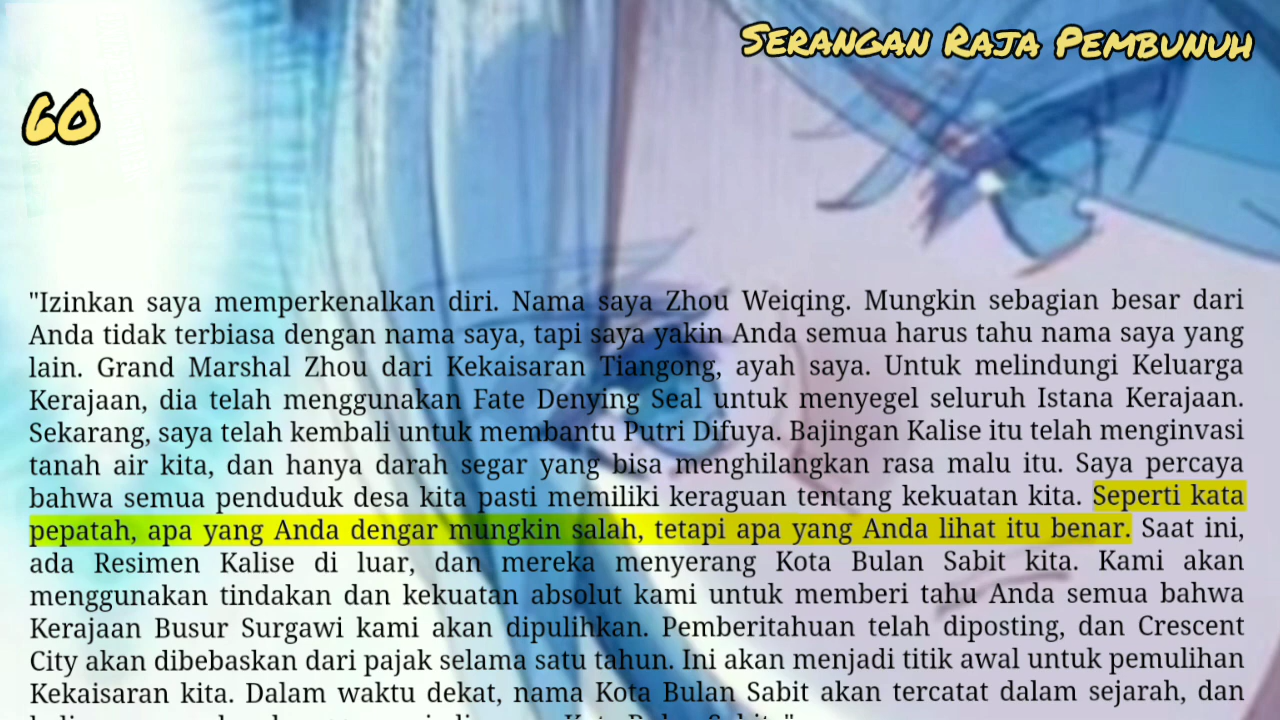 Serangan Raja Pembunuh
60
"Izinkan saya memperkenalkan diri. Nama saya Zhou Weiqing. Mungkin sebagian besar dari
Anda tidak terbiasa dengan nama saya, tapi saya yakin Anda semua harus tahu nama saya yang
lain. Grand Marshal Zhou dari Kekaisaran Tiangong, ayah saya. Untuk melindungi Keluarga
Kerajaan, dia telah menggunakan Fate Denying Seal untuk menyegel seluruh Istana Kerajaan.
Sekarang, saya telah kembali untuk membantu Putri Difuya. Bajingan Kalise itu telah menginvasi
tanah air kita, dan hanya darah segar yang bisa menghilangkan rasa malu itu. Saya percaya
bahwa semua penduduk desa kita pasti memiliki keraguan tentang kekuatan kita. Seperti kata
pepatah, apa yang Anda dengar mungkin salah, tetapi apa yang Anda lihat itu benar. Saat ini,
ada Resimen Kalise di luar, dan mereka menyerang Kota Bulan Sabit kita. Kami akan
menggunakan tindakan dan kekuatan absolut kami untuk memberi tahu Anda semua bahwa
Kerajaan Busur Surgawi kami akan dipulihkan. Pemberitahuan telah diposting, dan Crescent
City akan dibebaskan dari pajak selama satu tahun. Ini akan menjadi titik awal untuk pemulihan
Kekaisaran kita. Dalam waktu dekat, nama Kota Bulan Sabit akan tercatat dalam sejarah, dan